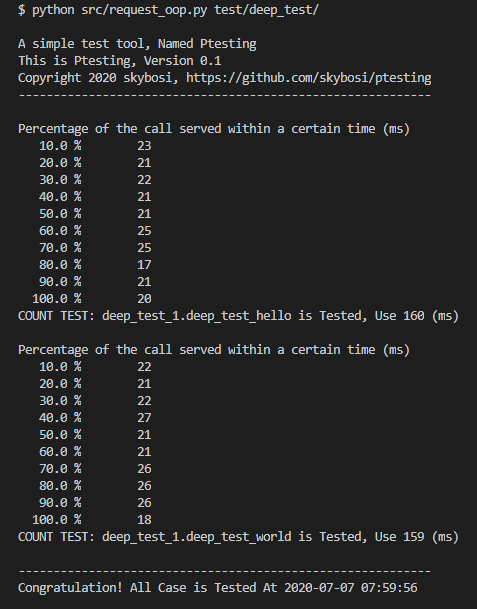 $ python src/request_oop.py test/deep_test/
A simple test tool, Named Ptesting
This is Ptesting, Version 0.1
Copyright 2020 skybosi, https://github.com/skybosi/ptesting
-----------------------------------------------------------
Percentage of the call served within a certain time (ms)
10.0 % 23
20.0 % 21
30.0 % 22
40.0 % 21
50.0 % 21
60.0 % 25
70.0 % 25
80.0 % 17
90.0 % 21
100.0 % 20
COUNT TEST: deep_test_1.deep_test_hello is Tested, Use 160 (ms)
Percentage of the call served within a certain time (ms)
10.0 % 22
20.0 % 21
30.0 % 22
40.0 % 27
50.0 % 21
60.0 % 21
70.0 % 26
80.0 % 26
90.0 % 26
100.0 % 18
COUNT TEST: deep_test_1.deep_test_world is Tested, Use 159 (ms)
-----------------------------------------------------------
Congratulation! All Case is Tested At 2020-07-07 07:59:56